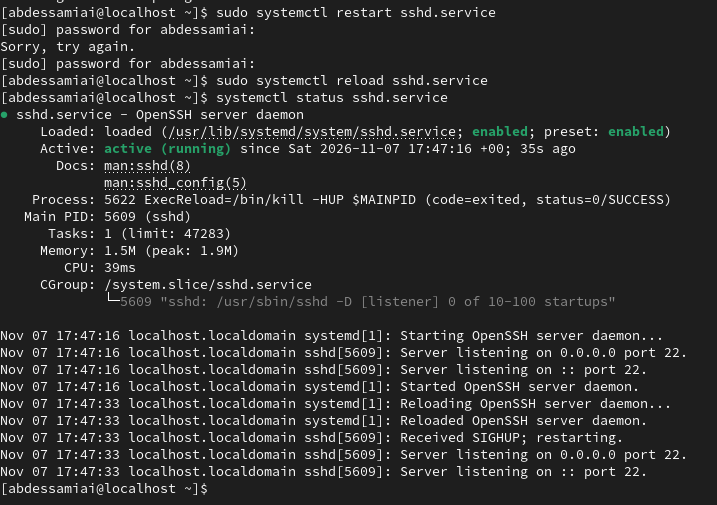 [abdessamiai@localhost ~]$ sudo systemctl restart sshd.service
[sudo] password for abdessamiai:
Sorry, try again.
[sudo] password for abdessamiai:
[abdessamiai@localhost ~]$ sudo systemctl reload sshd.service
[abdessamiai@localhost ~]$ systemctl status sshd.service
● sshd.service - OpenSSH server daemon
     Loaded: loaded (/usr/lib/systemd/system/sshd.service; enabled; preset: enabled)
     Active: active (running) since Sat 2026-11-07 17:47:16 +00; 35s ago
       Docs: man:sshd(8)
             man:sshd_config(5)
    Process: 5622 ExecReload=/bin/kill -HUP $MAINPID (code=exited, status=0/SUCCESS)
   Main PID: 5609 (sshd)
      Tasks: 1 (limit: 47283)
     Memory: 1.5M (peak: 1.9M)
        CPU: 39ms
     CGroup: /system.slice/sshd.service
             └─5609 "sshd: /usr/sbin/sshd -D [listener] 0 of 10-100 startups"

Nov 07 17:47:16 localhost.localdomain systemd[1]: Starting OpenSSH server daemon...
Nov 07 17:47:16 localhost.localdomain sshd[5609]: Server listening on 0.0.0.0 port 22.
Nov 07 17:47:16 localhost.localdomain sshd[5609]: Server listening on :: port 22.
Nov 07 17:47:16 localhost.localdomain systemd[1]: Started OpenSSH server daemon.
Nov 07 17:47:33 localhost.localdomain systemd[1]: Reloading OpenSSH server daemon...
Nov 07 17:47:33 localhost.localdomain systemd[1]: Reloaded OpenSSH server daemon.
Nov 07 17:47:33 localhost.localdomain sshd[5609]: Received SIGHUP; restarting.
Nov 07 17:47:33 localhost.localdomain sshd[5609]: Server listening on 0.0.0.0 port 22.
Nov 07 17:47:33 localhost.localdomain sshd[5609]: Server listening on :: port 22.
[abdessamiai@localhost ~]$